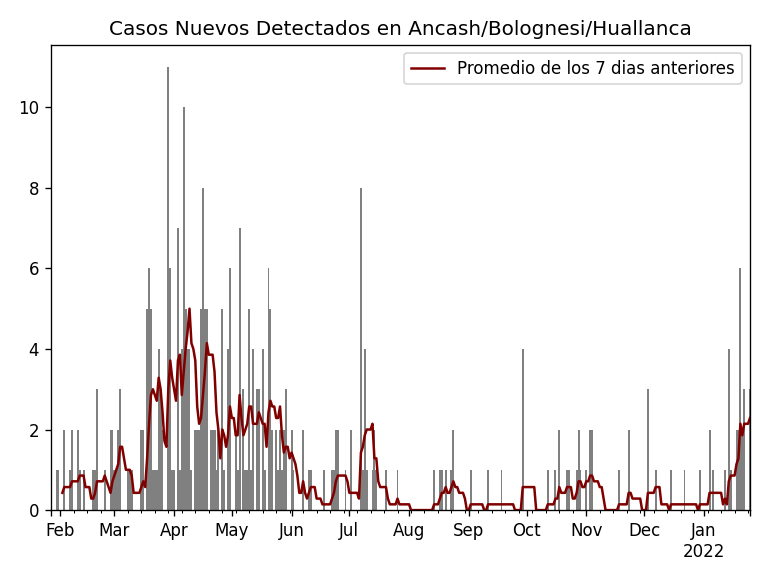 Casos Nuevos Detectados en Ancash/Bolognesi/Huallanca
Promedio de los 7 dias anteriores
10
8
6
4
2
0
Feb Mar Apr May Jun Jul Aug Sep Oct Nov Dec Jan
2022